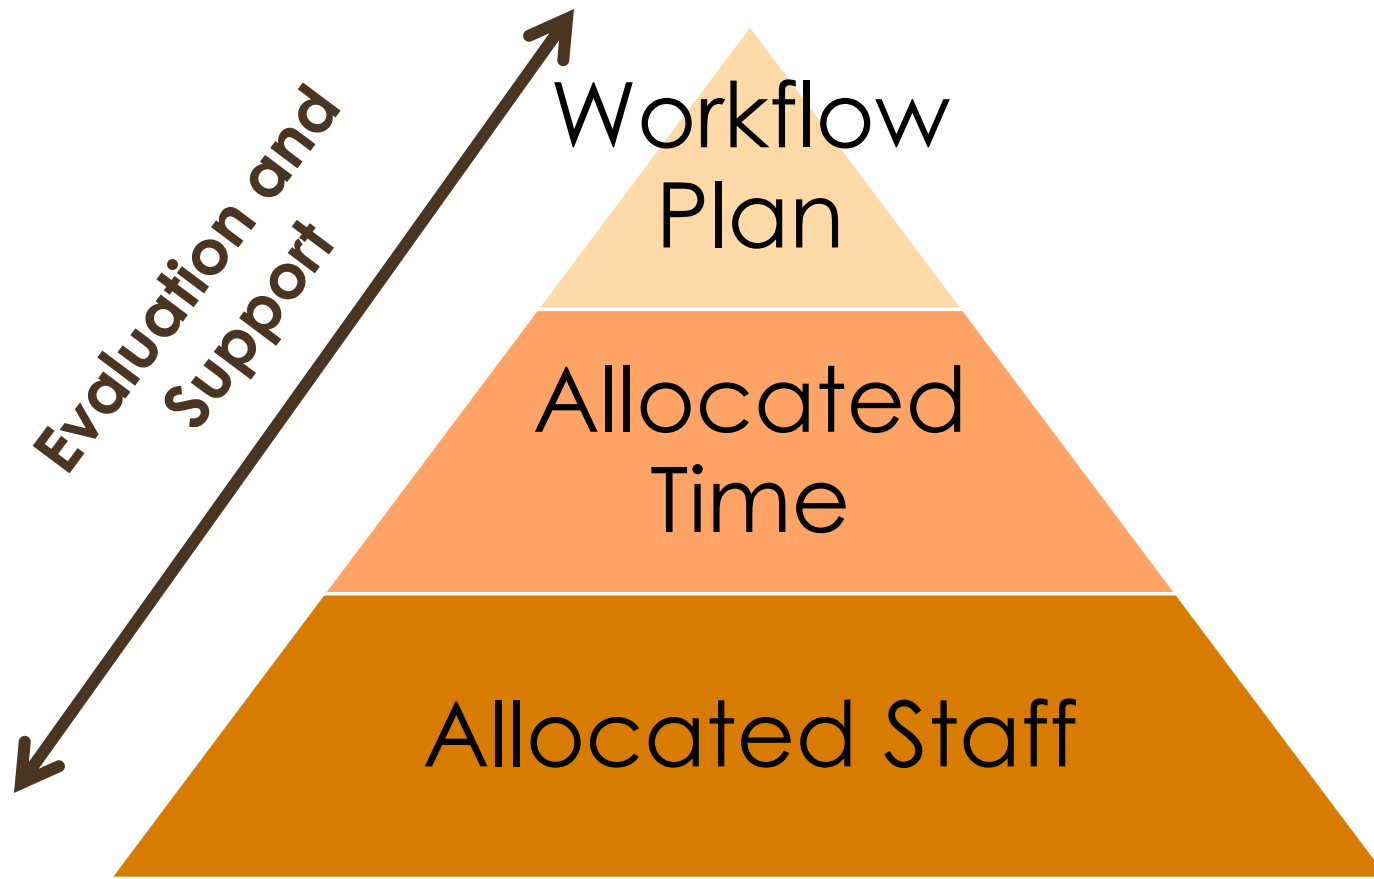 Evaluation and
Support
Workflow
Plan
Allocated
Time
Allocated Staff